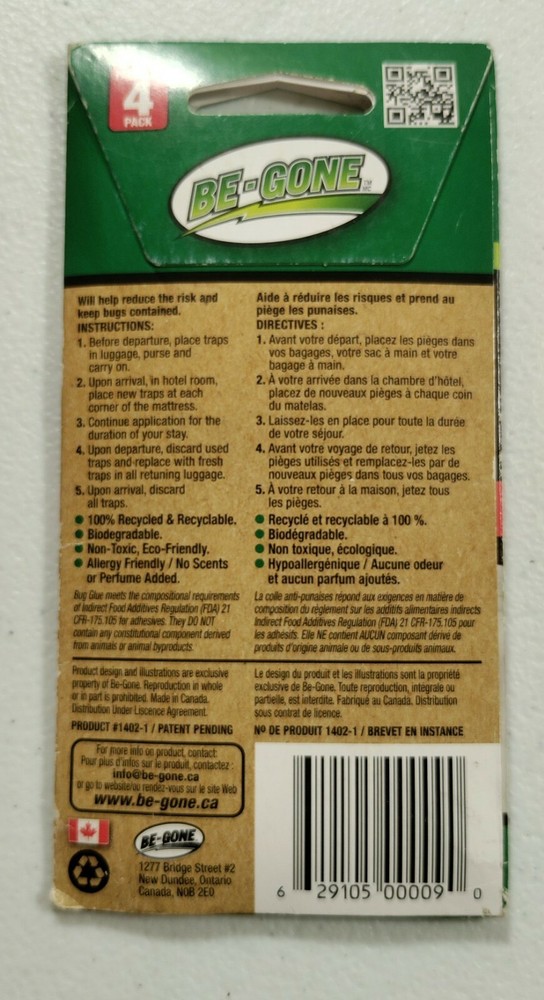 4
PACK
BE-GONE
TM
MC
Will help reduce the risk and
keep bugs contained.
INSTRUCTIONS:
1. Before departure, place traps
in luggage, purse and
carry on.
2. Upon arrival, in hotel room,
place new traps at each
corner of the mattress.
3. Continue application for the
duration of your stay.
4. Upon departure, discard used
traps and replace with fresh
traps in all retuning luggage.
5. Upon arrival, discard
all traps.
100% Recycled & Recyclable.
Biodegradable.
Non-Toxic, Eco-Friendly.
Allergy Friendly / No Scents
or Perfume Added.
Bug Glue meets the compositional requirements
of Indirect Food Additives Regulation (FDA) 21
CFR-175.105 for adhesives. They DO NOT
contain any constitutional component derived
from animals or animal byproducts.
Aide à réduire les risques et prend au
piège les punaises.
DIRECTIVES :
1. Avant votre départ, placez les pièges dans
vos bagages, votre sac à main et votre
bagage à main.
2. À votre arrivée dans la chambre d'hôtel,
placez de nouveaux pièges à chaque coin
du matelas.
3. Laissez-les en place pour toute la durée
de votre séjour.
4. Avant votre voyage de retour, jetez les
pièges utilisés et remplacez-les par de
nouveaux pièges dans tous vos bagages.
5. À votre retour à la maison, jetez tous
les pièges.
Recyclé et recyclable à 100 %.
Biodégradable.
Non toxique, écologique.
Hypoallergénique / Aucune odeur
et aucun parfum ajoutés.
La colle anti-punaises répond aux exigences en matière de
composition du règlement sur les additifs alimentaires indirects
Indirect Food Additives Regulation (FDA) 21 CFR-175.105 pour
les adhésifs. Elle NE contient AUCUN composant dérivé de
produits d'origine animale ou de sous-produits animaux.
Product design and illustrations are exclusive
property of Be-Gone. Reproduction in whole
or in part is prohibited. Made in Canada.
Distribution Under Liscence Agreement.
PRODUCT #1402-1 / PATENT PENDING
Le design du produit et les illustrations sont la propriété
exclusive de Be-Gone. Toute reproduction, intégrale ou
partielle, est interdite. Fabriqué au Canada. Distribution
sous contrat de licence.
Nº DE PRODUIT 1402-1 / BREVET EN INSTANCE
For more info on product, contact:
Pour plus d'infos sur le produit, contactez :
info@be-gone.ca
or go to website/ou rendez-vous sur le site Web
www.be-gone.ca
BE-GONE
1277 Bridge Street #2
New Dundee, Ontario
Canada, N0B 2E0
6 29105 00009 0